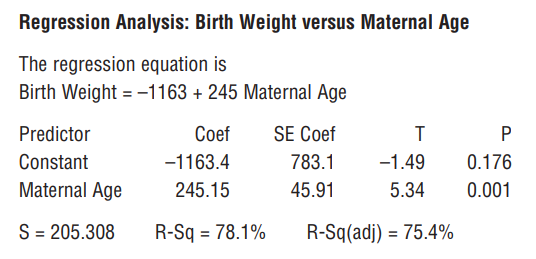 Regression Analysis: Birth Weight versus Maternal Age
The regression equation is
Birth Weight = –1163 + 245 Maternal Age
Predictor Coef SE Coef T P
Constant –1163.4 783.1 –1.49 0.176
Maternal Age 245.15 45.91 5.34 0.001
S = 205.308 R-Sq = 78.1% R-Sq(adj) = 75.4%